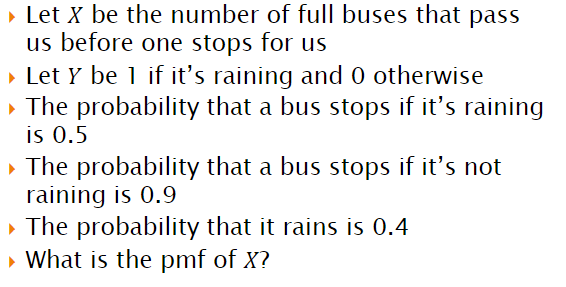 Let X be the number of full buses that pass
us before one stops for us
Let Y be 1 if it's raining and 0 otherwise
The probability that a bus stops if it's raining
is 0.5
The probability that a bus stops if it's not
raining is 0.9
The probability that it rains is 0.4
What is the pmf of X?